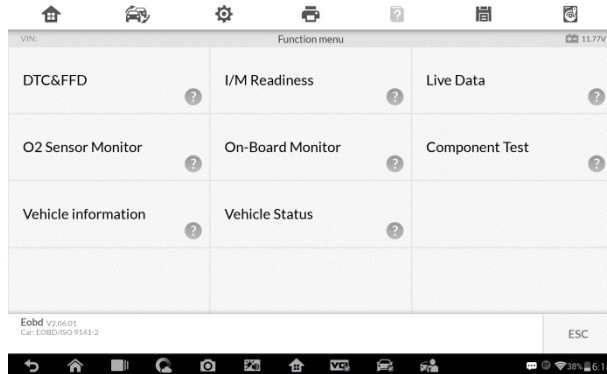 VIN:
Function menu
11.77V
DTC&FFD
I/M Readiness
Live Data
O2 Sensor Monitor
On-Board Monitor
Component Test
Vehicle information
Vehicle Status
Eobd V2.06.01
Car: EOBD/ISO 9141-2
ESC
VCI
38%